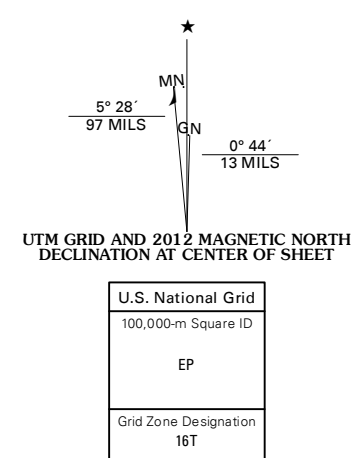 ★
MN
5° 28´
97 MILS
GN
0° 44´
13 MILS
UTM GRID AND 2012 MAGNETIC NORTH
DECLINATION AT CENTER OF SHEET
U.S. National Grid
100,000-m Square ID
EP
Grid Zone Designation
16T